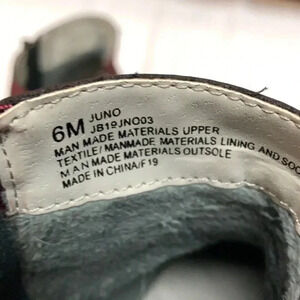 6M JUNO
JB19JNO03
MAN MADE MATERIALS UPPER
TEXTILE/MANMADE MATERIALS LINING AND SOC
MAN MADE MATERIALS OUTSOLE
MADE IN CHINA/F19